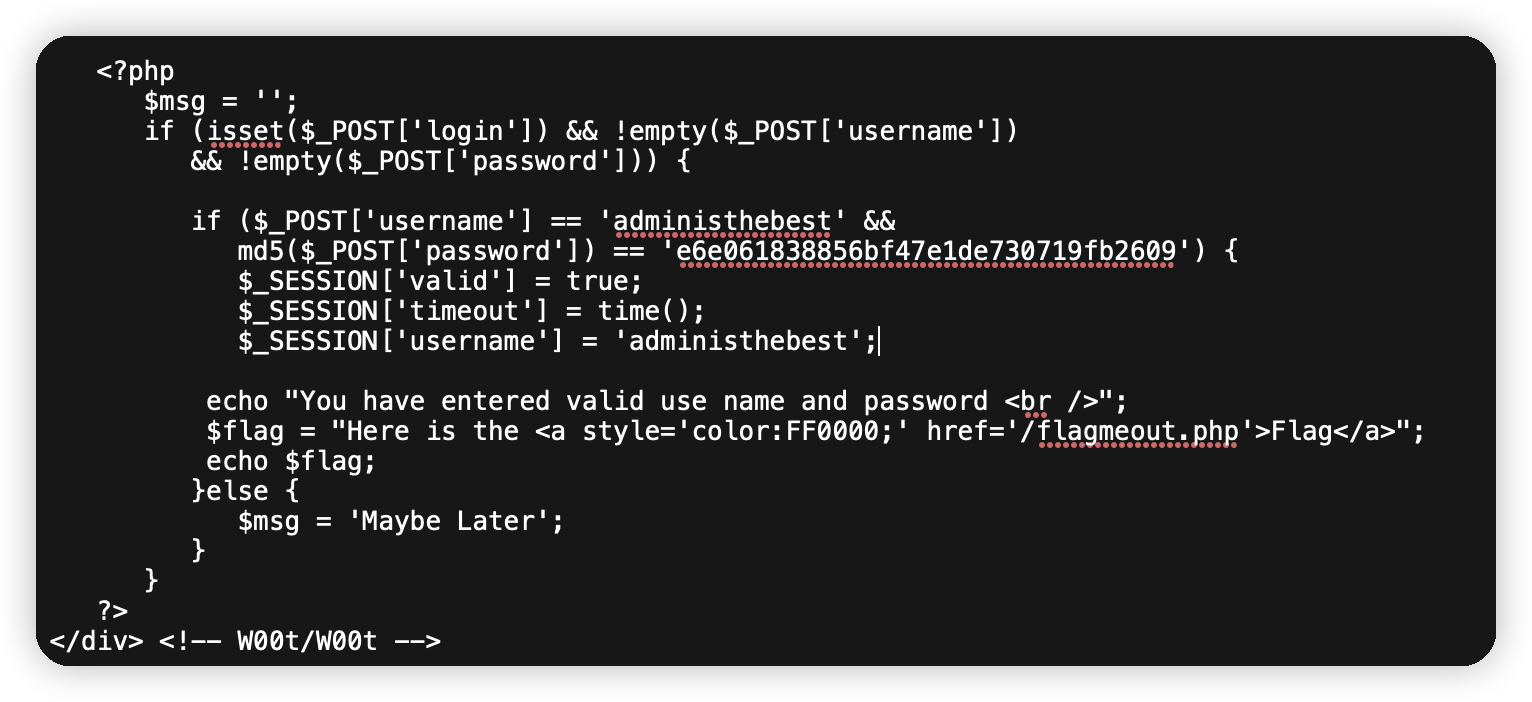 <?php
$msg = '';
if (isset($_POST['login']) && !empty($_POST['username'])
&& !empty($_POST['password'])) {
if ($_POST['username'] == 'administhebest' &&
md5($_POST['password']) == 'e6e061838856bf47e1de730719fb2609') {
$_SESSION['valid'] = true;
$_SESSION['timeout'] = time();
$_SESSION['username'] = 'administhebest';
echo "You have entered valid use name and password <br />";
$flag = "Here is the <a style='color:FF0000;' href='/flagmeout.php'>Flag</a>";
echo $flag;
}else {
$msg = 'Maybe Later';
}
}
?>
</div> <!-- W00t/W00t -->